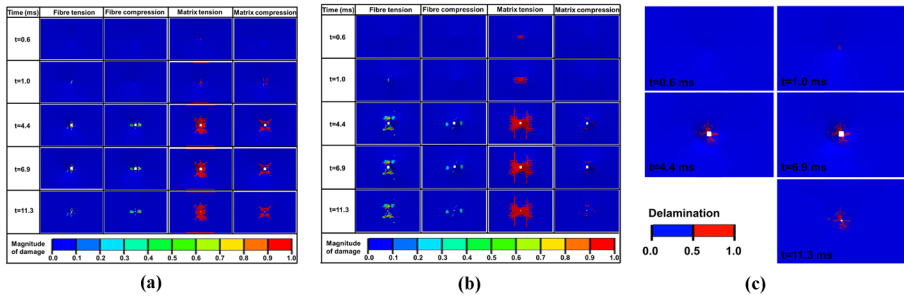 Time (ms) Fibre tension Fibre compression Matrix tension Matrix compression
t=0.6
t=1.0
t=4.4
t=6.9
t=11.3
Magnitude of damage
0.0 0.1 0.2 0.3 0.4 0.5 0.6 0.7 0.8 0.9 1.0
(a)
Time (ms) Fibre tension Fibre compression Matrix tension Matrix compression
t=0.6
t=1.0
t=4.4
t=6.9
t=11.3
Magnitude of damage
0.0 0.1 0.2 0.3 0.4 0.5 0.6 0.7 0.8 0.9 1.0
(b)
t=0.6 ms t=1.0 ms
t=4.4 ms t=6.9 ms
Delamination
0.0 0.5 1.0
t=11.3 ms
(c)